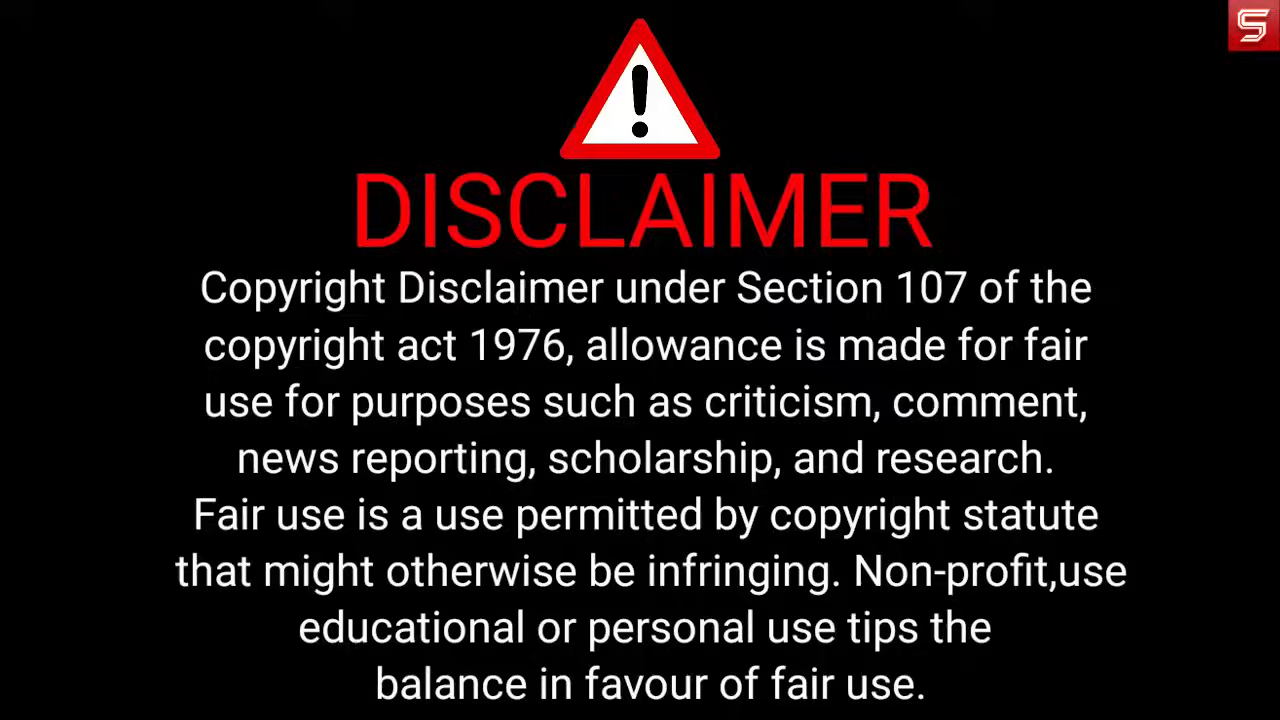 S
DISCLAIMER
Copyright Disclaimer under Section 107 of the
copyright act 1976, allowance is made for fair
use for purposes such as criticism, comment,
news reporting, scholarship, and research.
Fair use is a use permitted by copyright statute
that might otherwise be infringing. Non-profit,use
educational or personal use tips the
balance in favour of fair use.